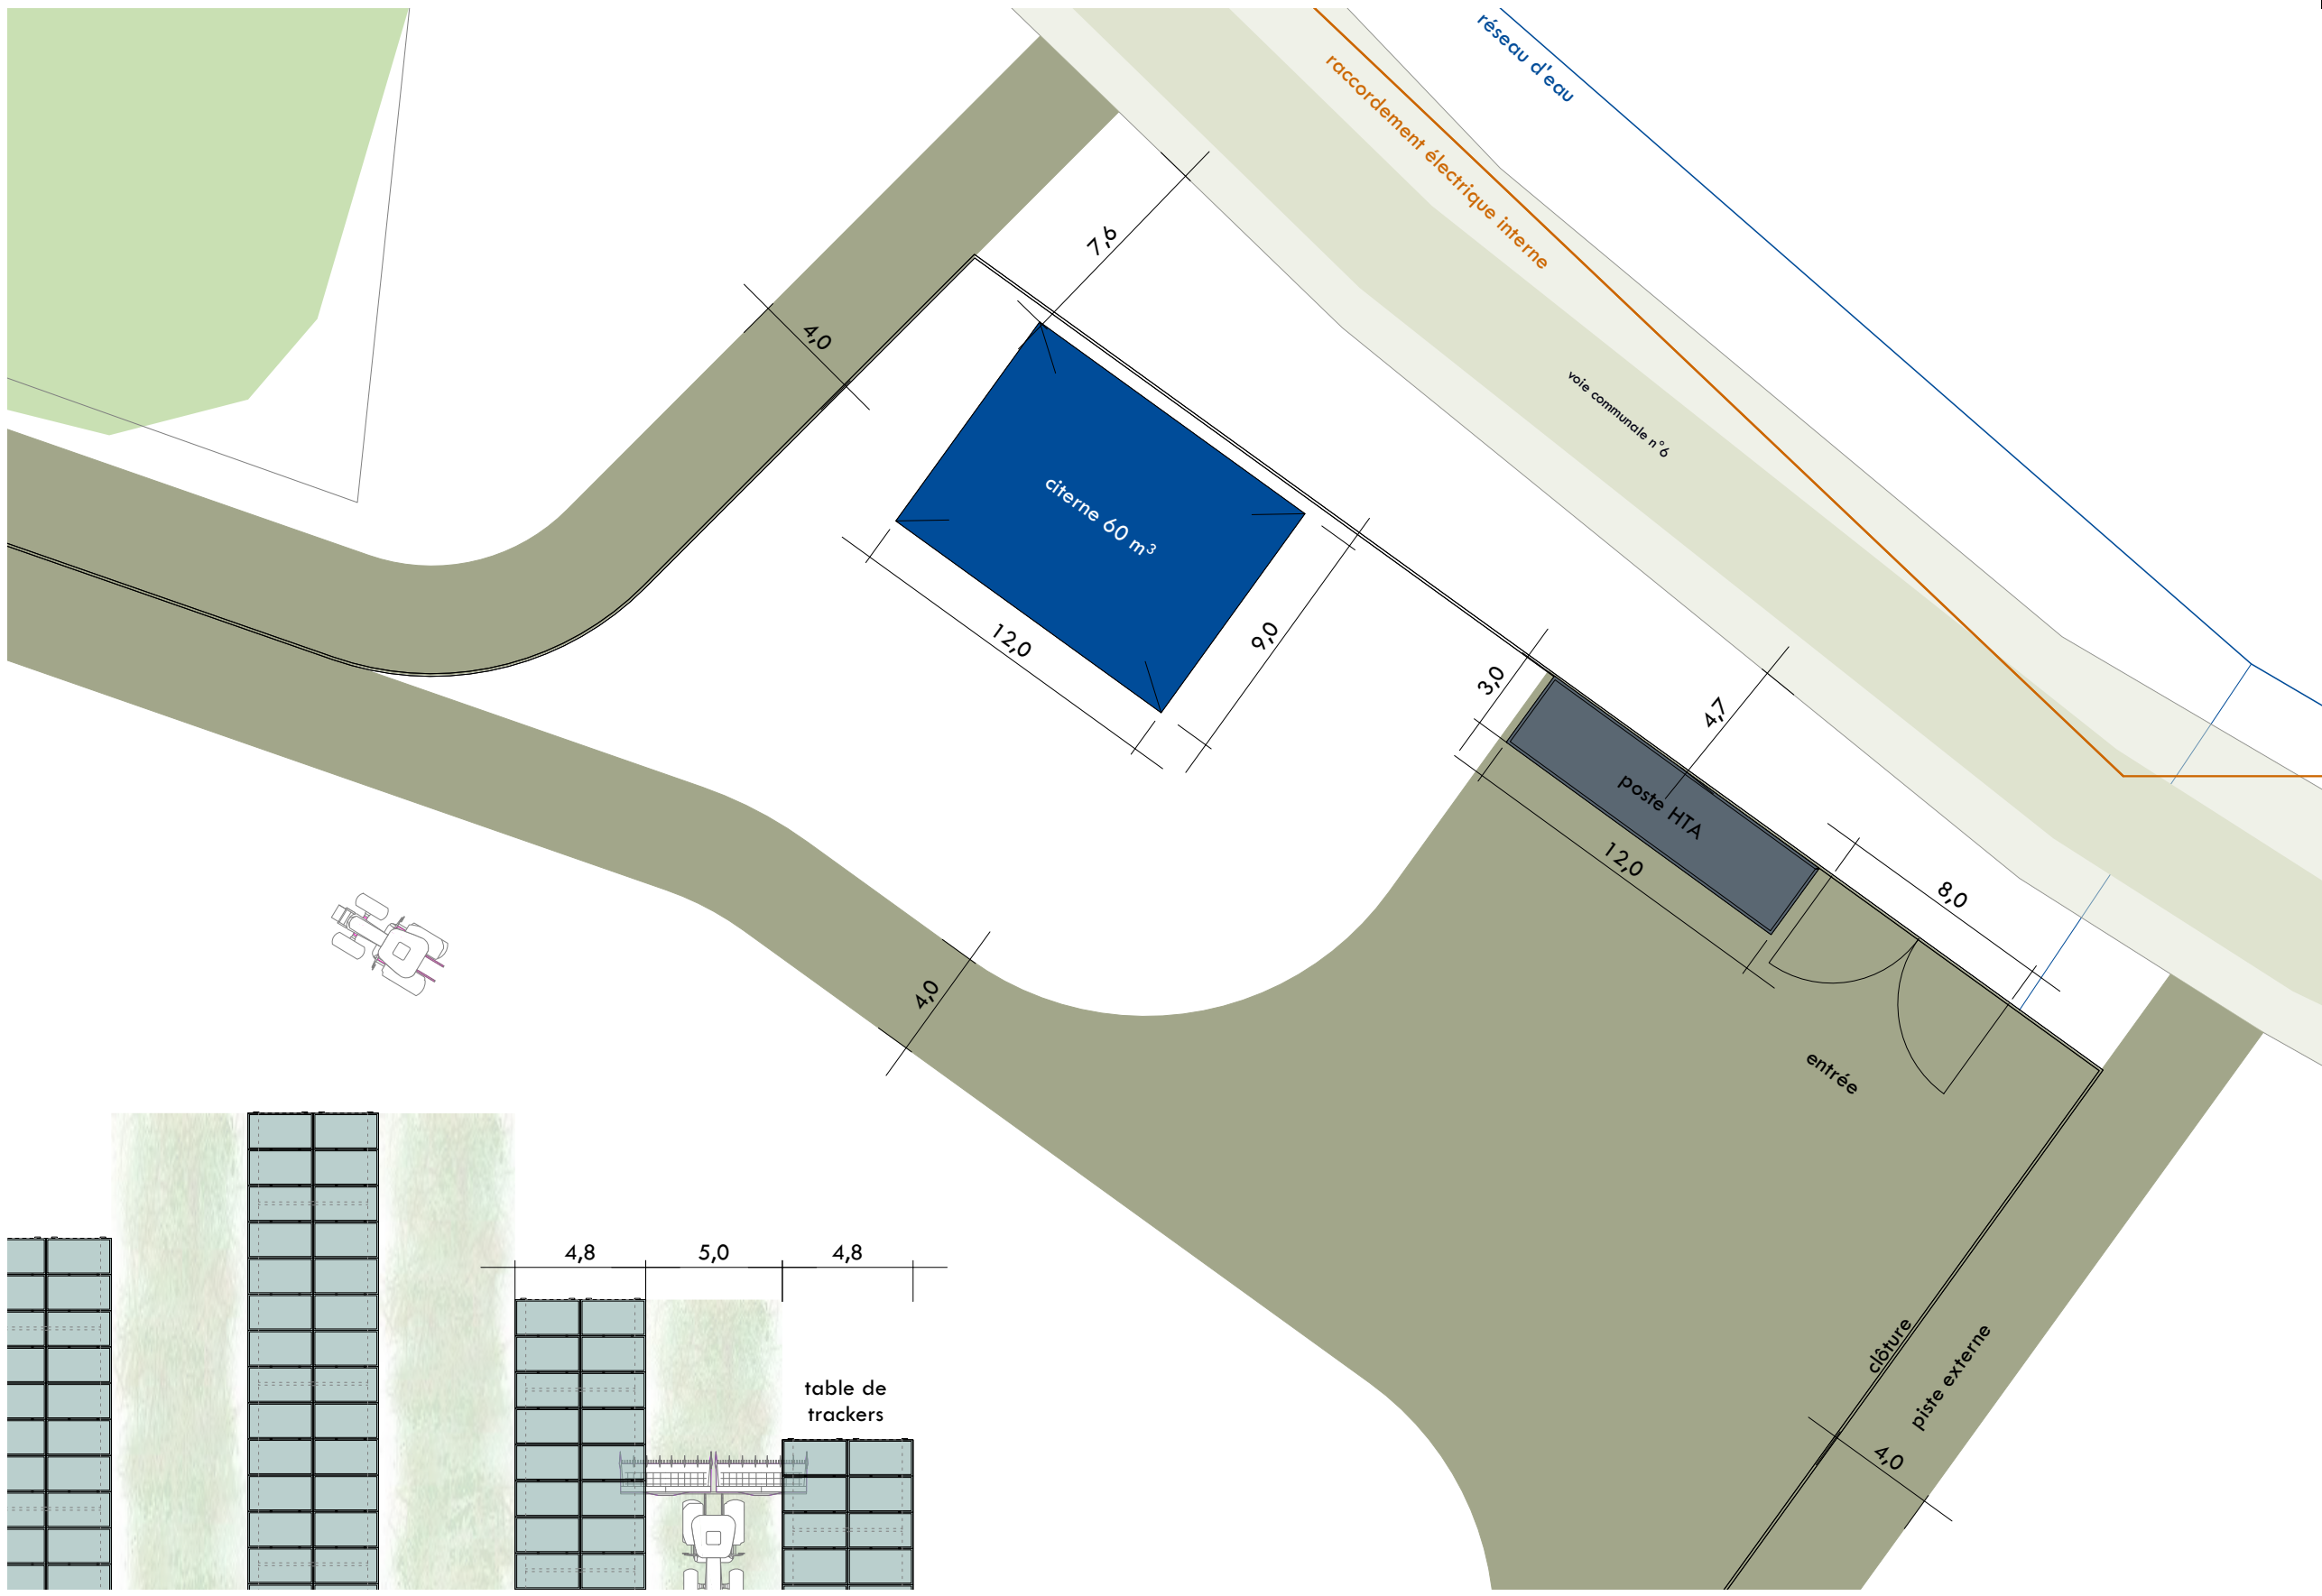 réseau d'eau
raccordement électrique interne
7,6
4,0
voie communale n°6
citerne 60 m³
12,0
9,0
3,0
4,7
poste HTA
12,0
8,0
4,0
entrée
4,8
5,0
4,8
table de
trackers
clôture
piste externe
4,0